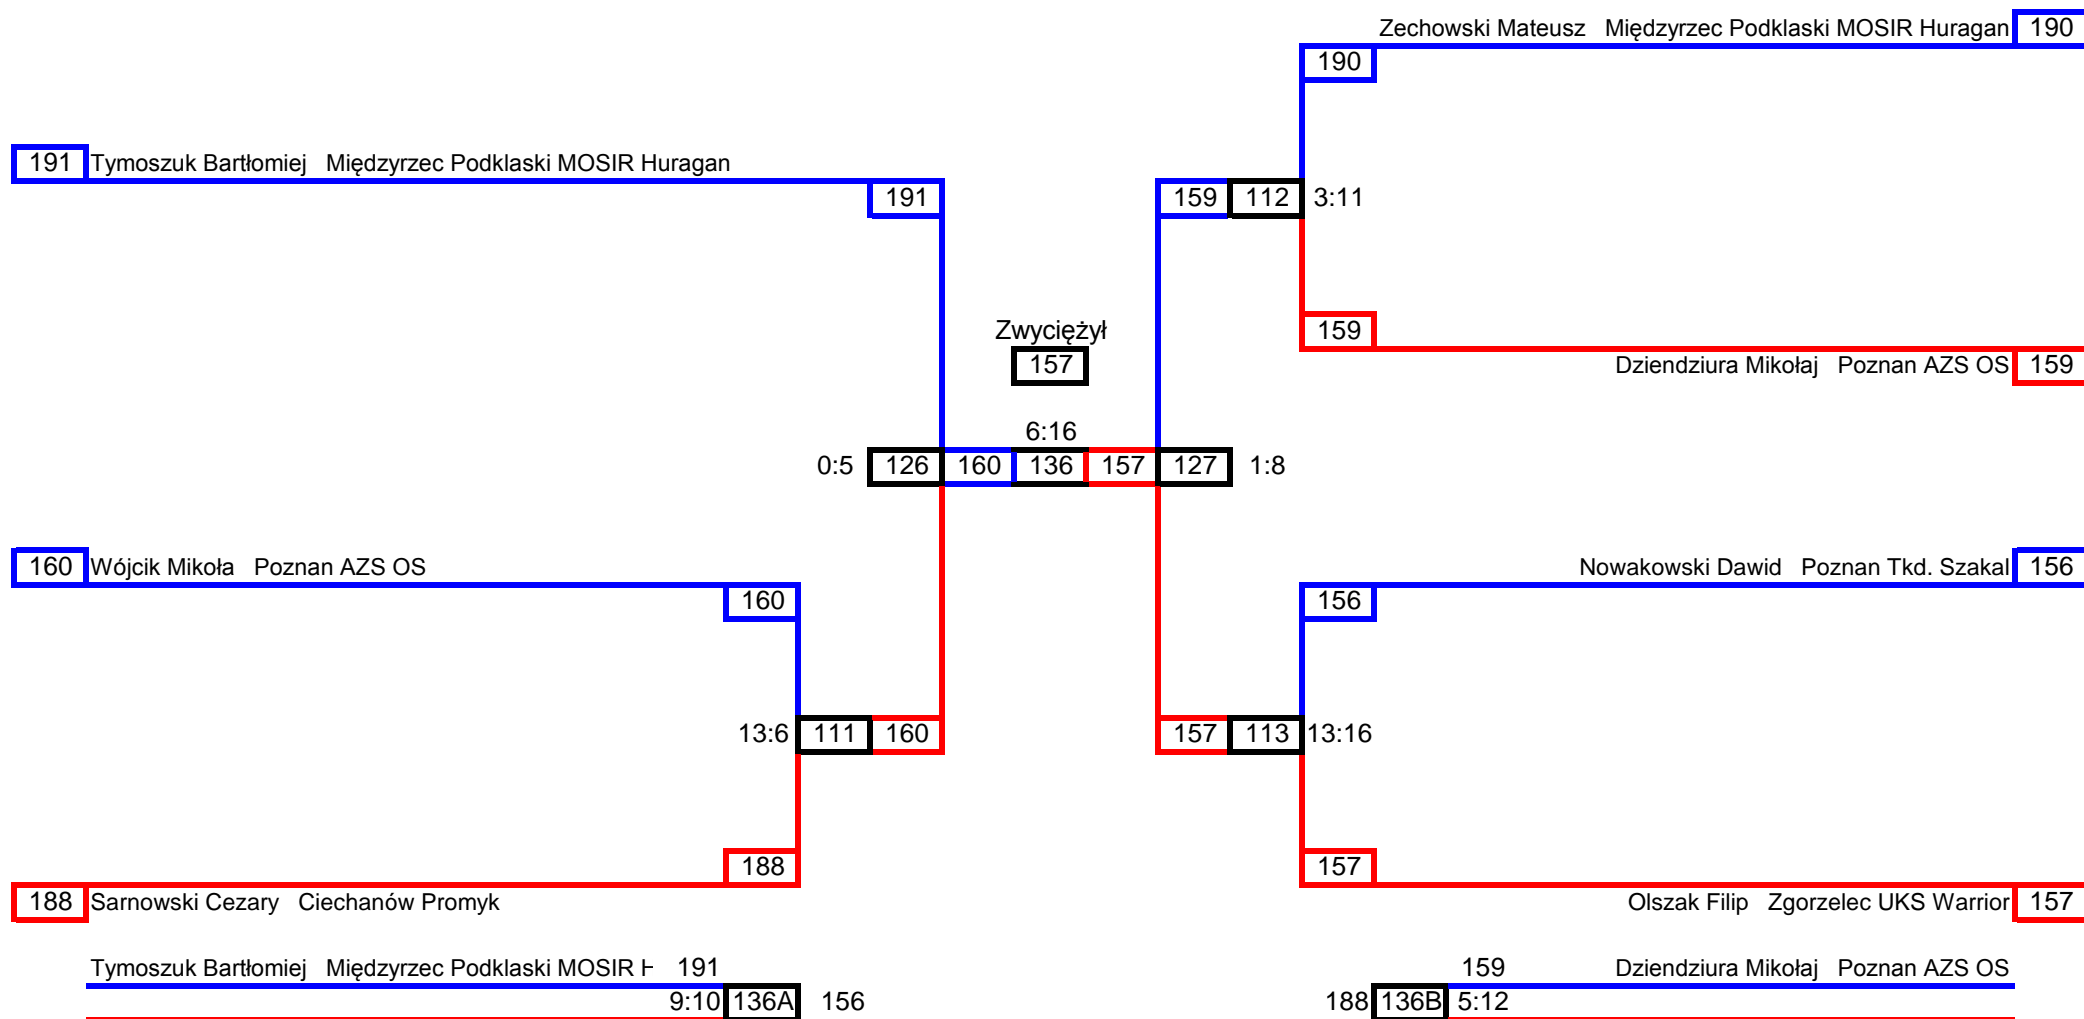 Zechowski Mateusz Międzyrzec Podklaski MOSIR Huragan 190
190
191 Tymoszuk Bartłomiej Międzyrzec Podklaski MOSIR Huragan
191 159 112 3:11
Zwyciężył
159
157
Dziendziura Mikołaj Poznan AZS OS 159
6:16
0:5 126 160 136 157 127 1:8
160 Wójcik Mikoła Poznan AZS OS
Nowakowski Dawid Poznan Tkd. Szakal 156
160
156
13:6 111 160
157 113 13:16
188
157
188 Sarnowski Cezary Ciechanów Promyk
Olszak Filip Zgorzelec UKS Warrior 157
Tymoszuk Bartłomiej Międzyrzec Podklaski MOSIR 191
159 Dziendziura Mikołaj Poznan AZS OS
9:10 136A 156
188 136B 5:12